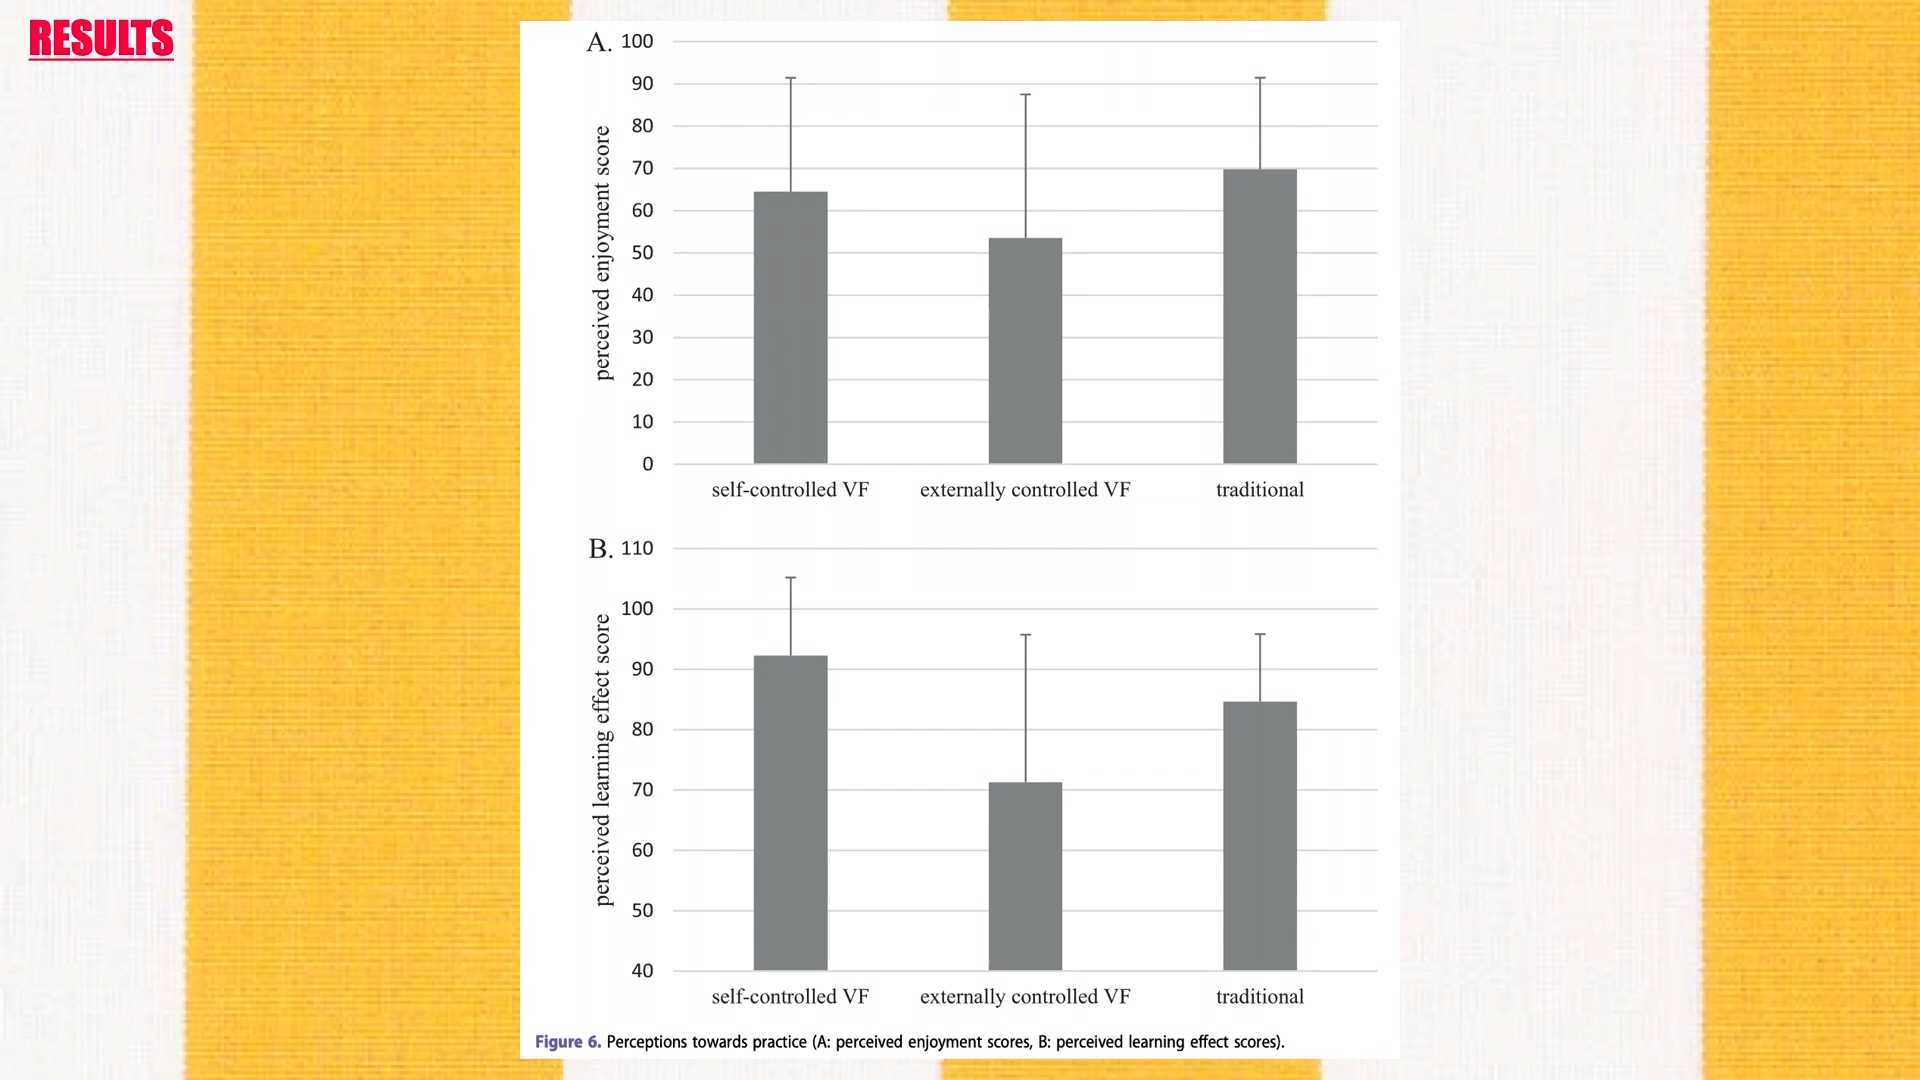 RESULTS
A. 100
90
80
70
60
50
40
30
20
10
0
perceived enjoyment score
self-controlled VF externally controlled VF traditional
B. 110
100
90
80
70
60
50
40
perceived learning effect score
self-controlled VF externally controlled VF traditional
Figure 6. Perceptions towards practice (A: perceived enjoyment scores, B: perceived learning effect scores).